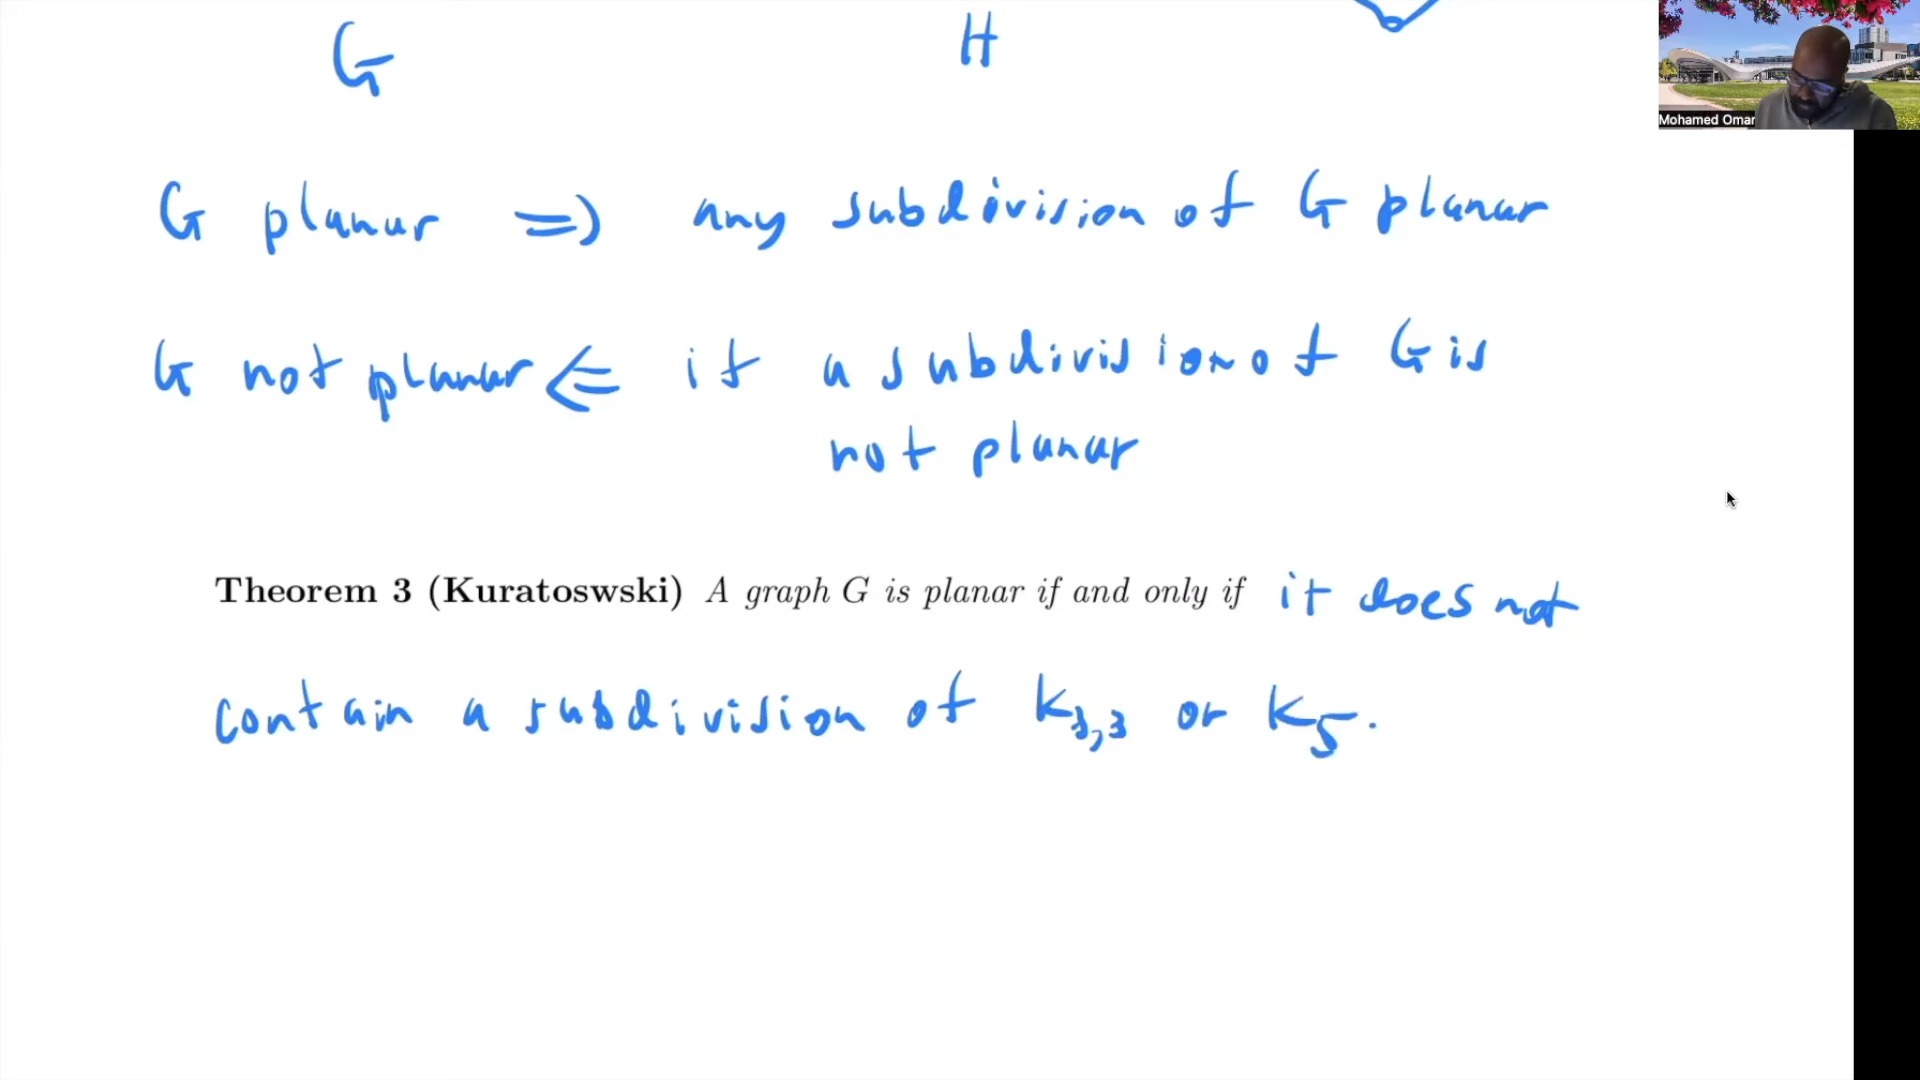 G H
Mohamed Omar
G planar => any subdivision of G planar
G not planar <= if a subdivision of G is
not planar
Theorem 3 (Kuratoswski) A graph G is planar if and only if it does not
contain a subdivision of K3,3 or K5.